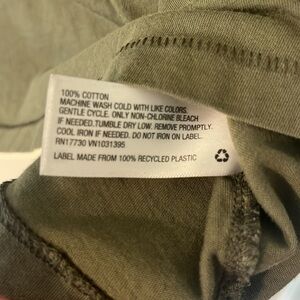 100% COTTON
MACHINE WASH COLD WITH LIKE COLORS
GENTLE CYCLE. ONLY NON-CHLORINE BLEACH
IF NEEDED.TUMBLE DRY LOW. REMOVE PROMPTLY.
COOL IRON IF NEEDED. DO NOT IRON ON LABEL.
RN17730 VN1031395
LABEL MADE FROM 100% RECYCLED PLASTIC